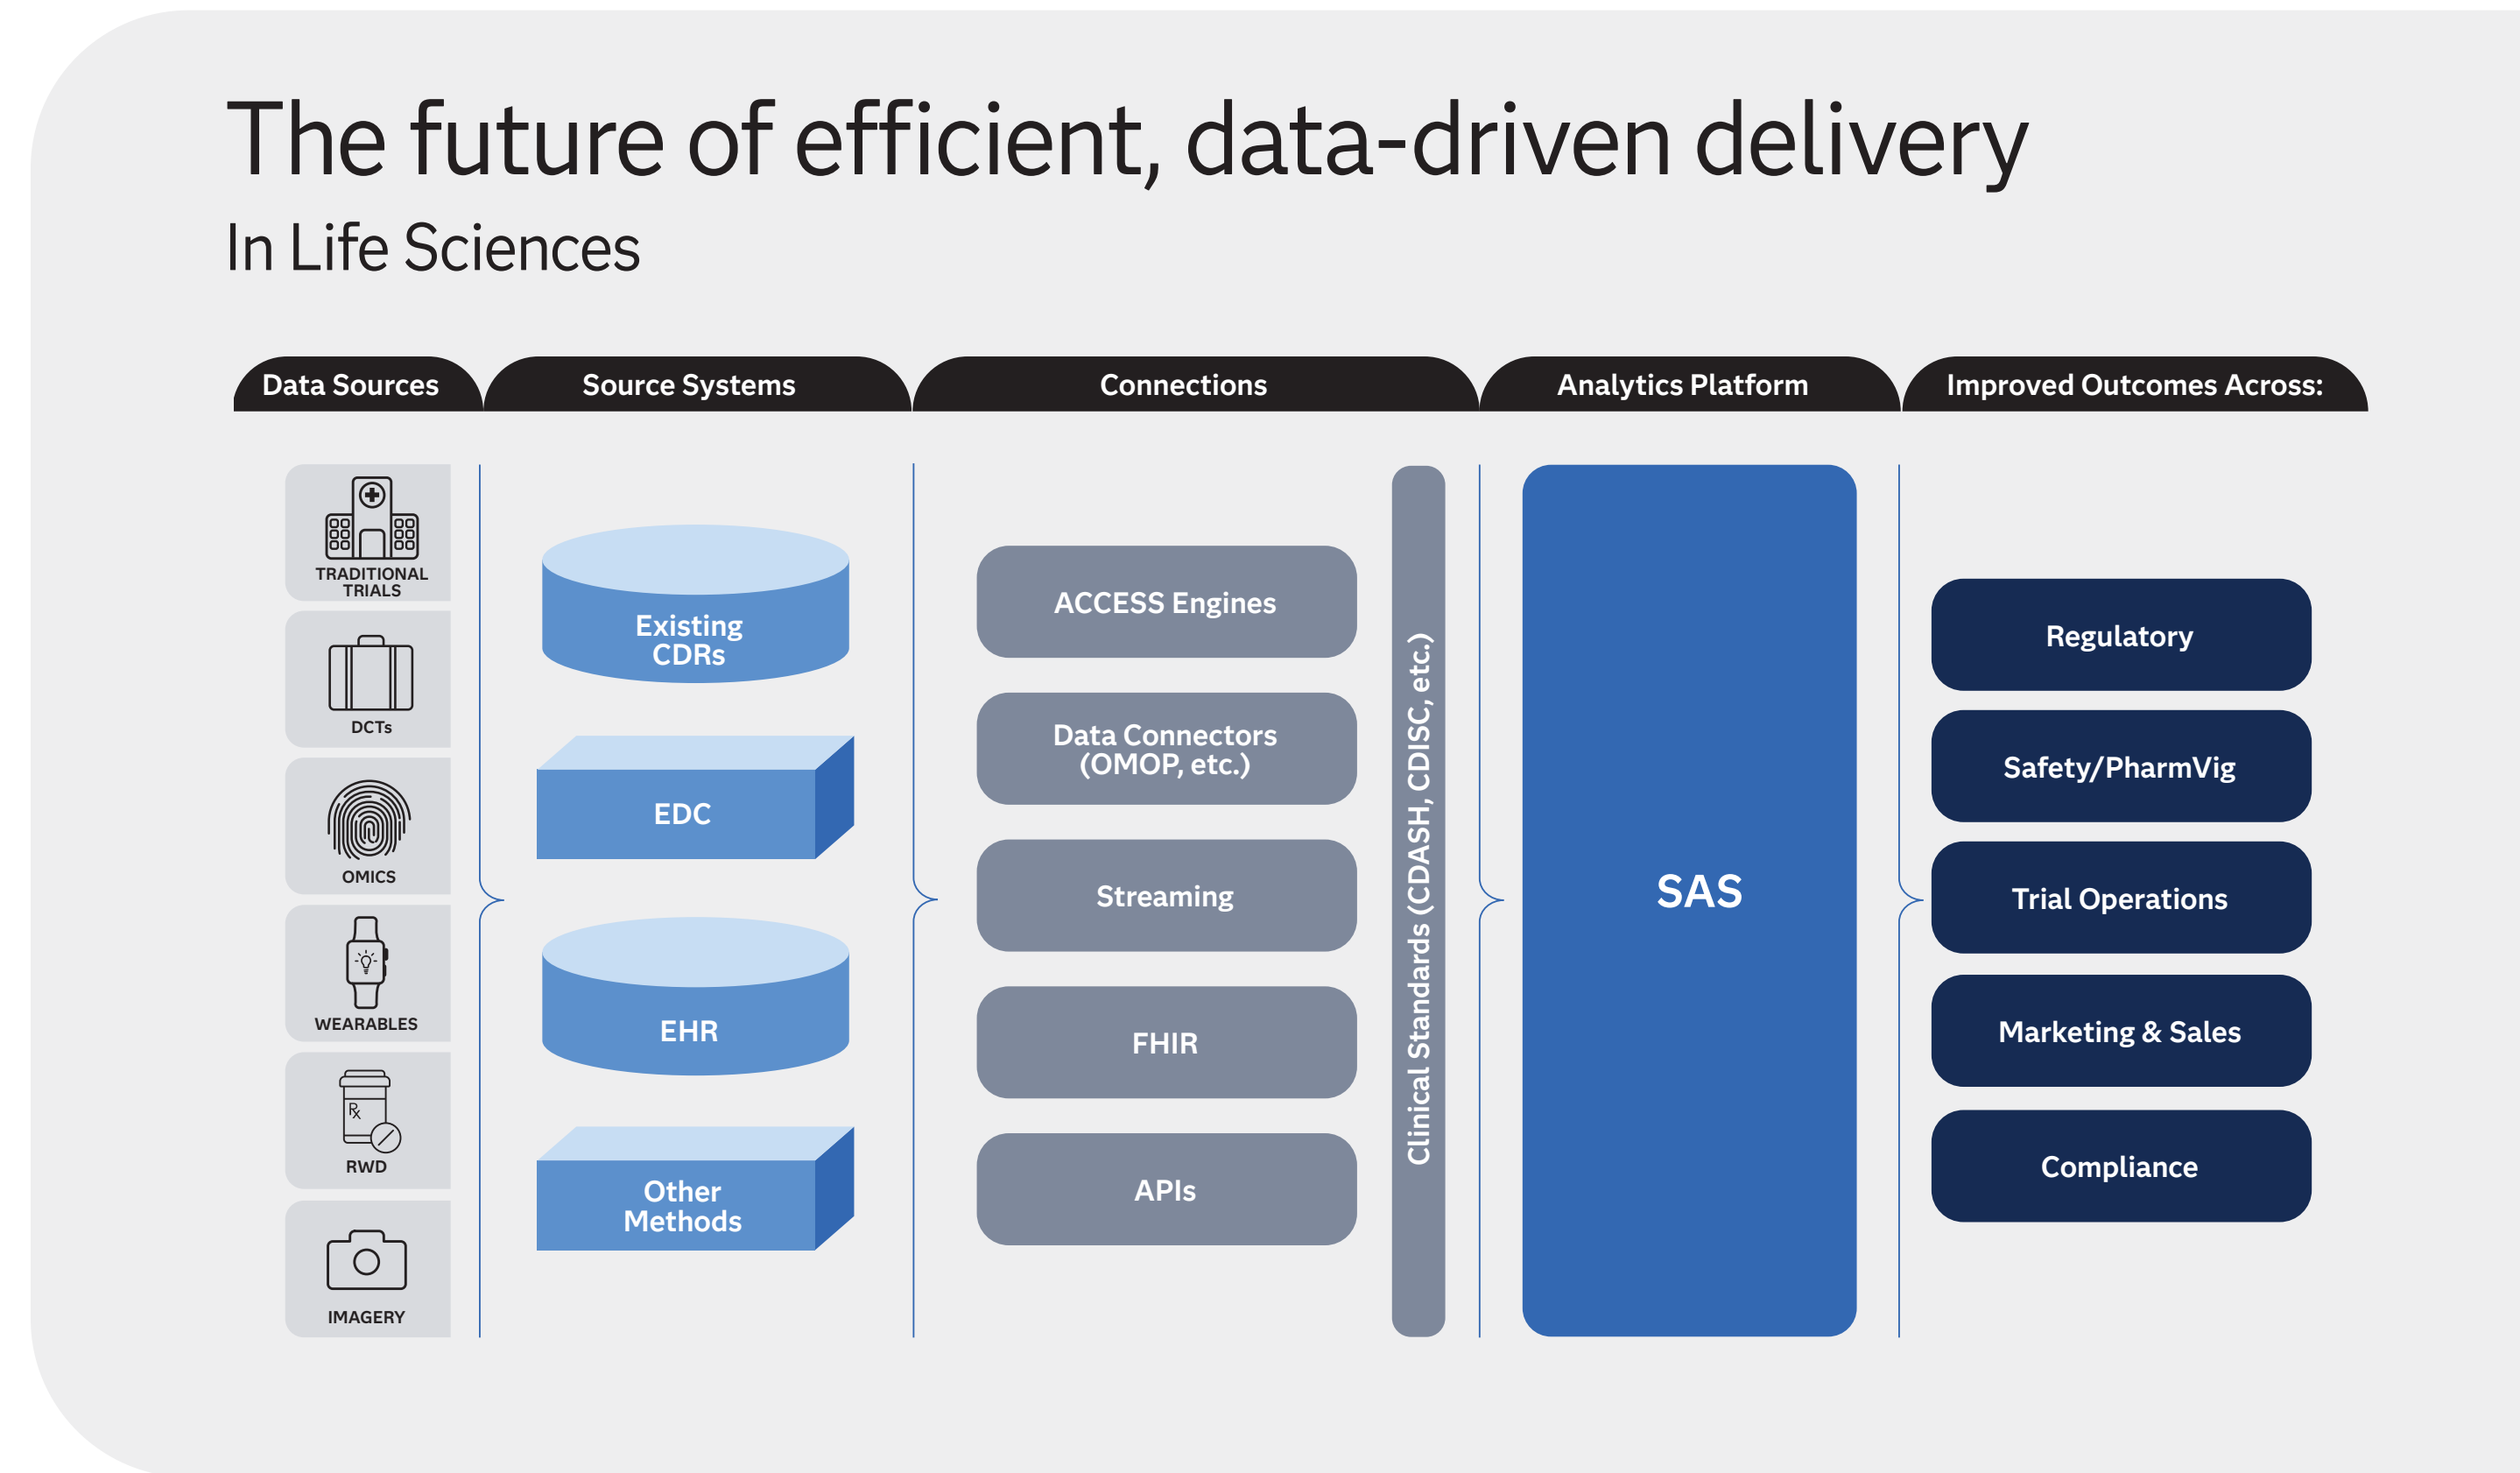 The future of efficient, data-driven delivery
In Life Sciences
Data Sources
Source Systems
Connections
Analytics Platform
Improved Outcomes Across:
TRADITIONAL
TRIALS
DCTs
OMICS
WEARABLES
Rx
RWD
IMAGERY
Existing
CDRs
EDC
EHR
Other
Methods
ACCESS Engines
Data Connectors
(OMOP, etc.)
Streaming
FHIR
APIs
Clinical Standards (CDASH, CDISC, etc.)
SAS
Regulatory
Safety/PharmVig
Trial Operations
Marketing & Sales
Compliance